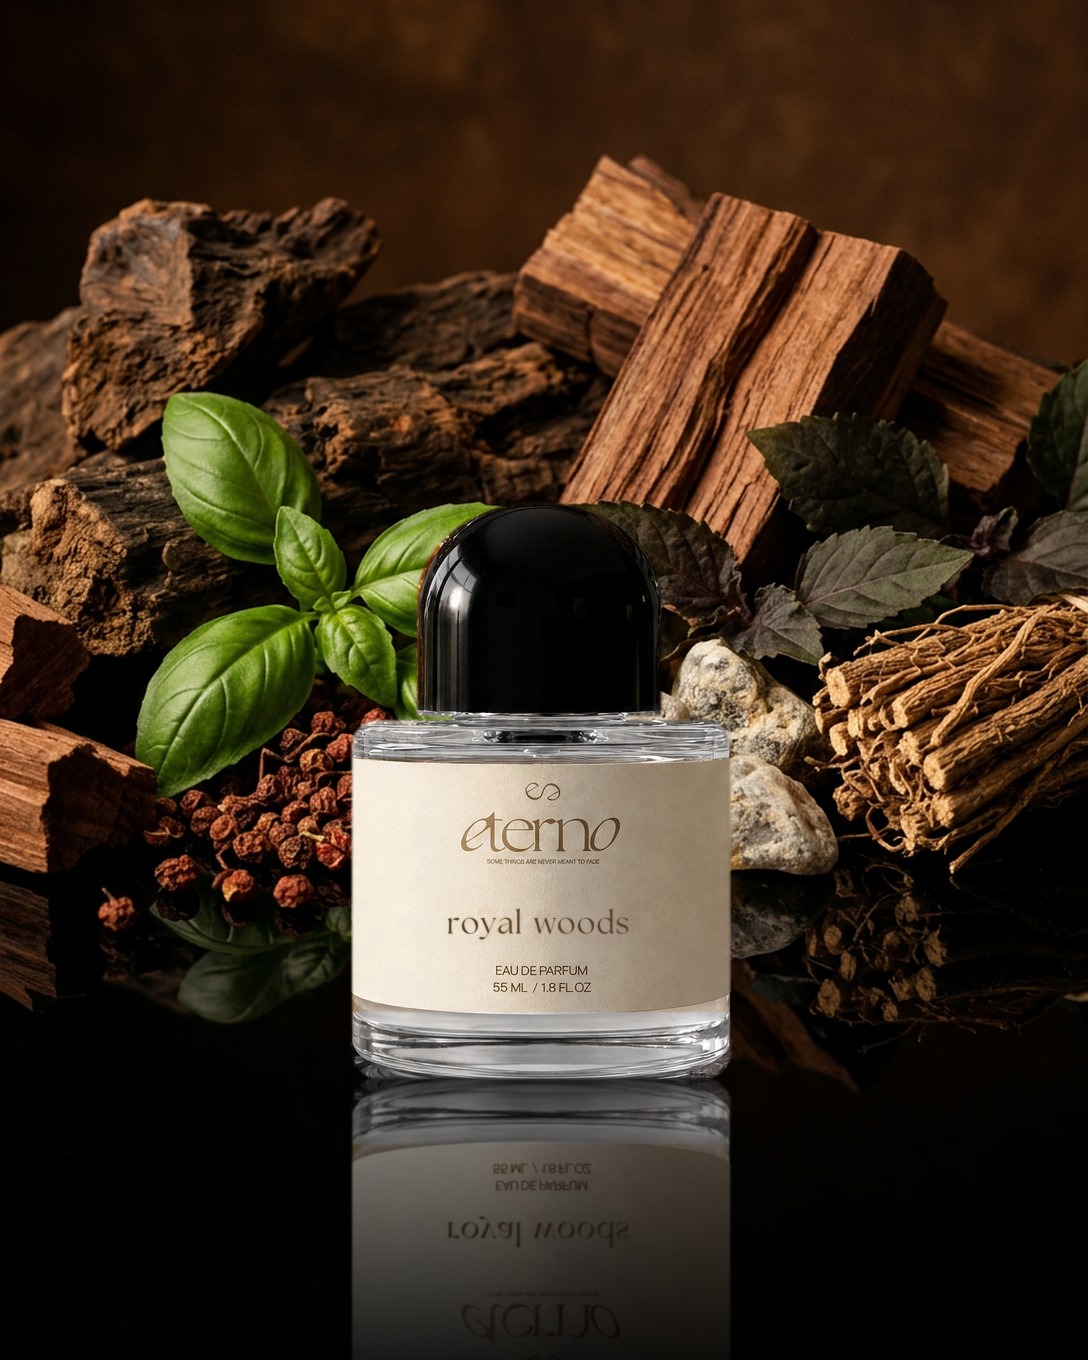 eterno
SOME THINGS ARE NEVER MEANT TO FADE
royal woods
EAU DE PARFUM
55 ML / 1.8 FL.OZ